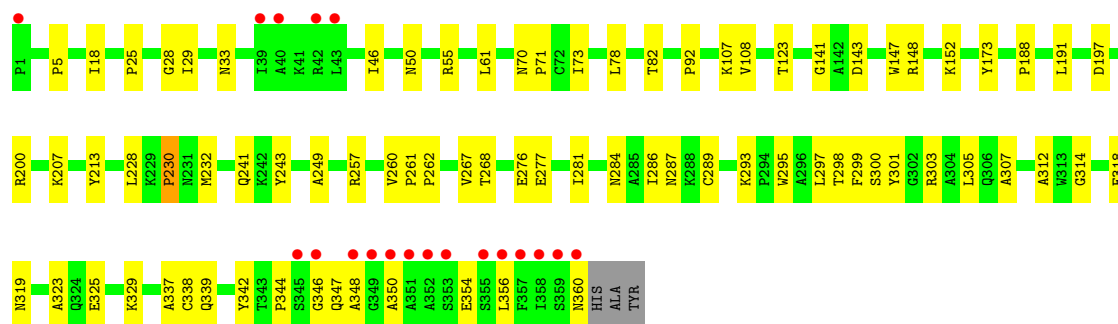 P1 P5 I18 P25 G28 I29 N33 I39 A40 K41 R42 L43 I46 N50 R55 L61 N70 P71 C72 I73 L78 T82 P92 K107 V108 T123 G141 A142 D143 W147 R148 K152 Y173 P188 L191 D197
R200 K207 Y213 L228 K229 P230 N231 M232 Q241 K242 Y243 A249 R257 V260 P261 P262 V267 T268 E276 E277 I281 N284 A285 I286 N287 K288 C289 K293 P294 W295 A296 L297 T298 F299 S300 Y301 G302 R303 A304 L305 Q306 A307 A312 W313 G314
N319 A323 Q324 E325 K329 A337 C338 Q339 Y342 T343 P344 S345 G346 Q347 A348 G349 A350 A351 A352 S353 E354 S355 L356 F357 I358 S359 N360 HIS ALA TYR